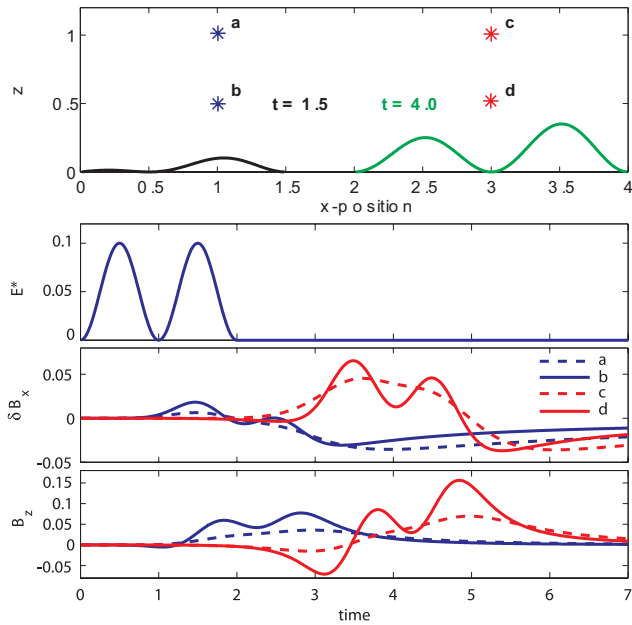 1
a
c
z
b
d
0.5
t = 1.5
t = 4.0
0
0 0.5 1 1.5 2 2.5 3 3.5 4
x-position
0.1
E*
0.05
0
0.05
a
b
δ B_x
0
c
d
-0.05
0.15
0.1
B_z
0.05
0
-0.05
0 1 2 3 4 5 6 7
time